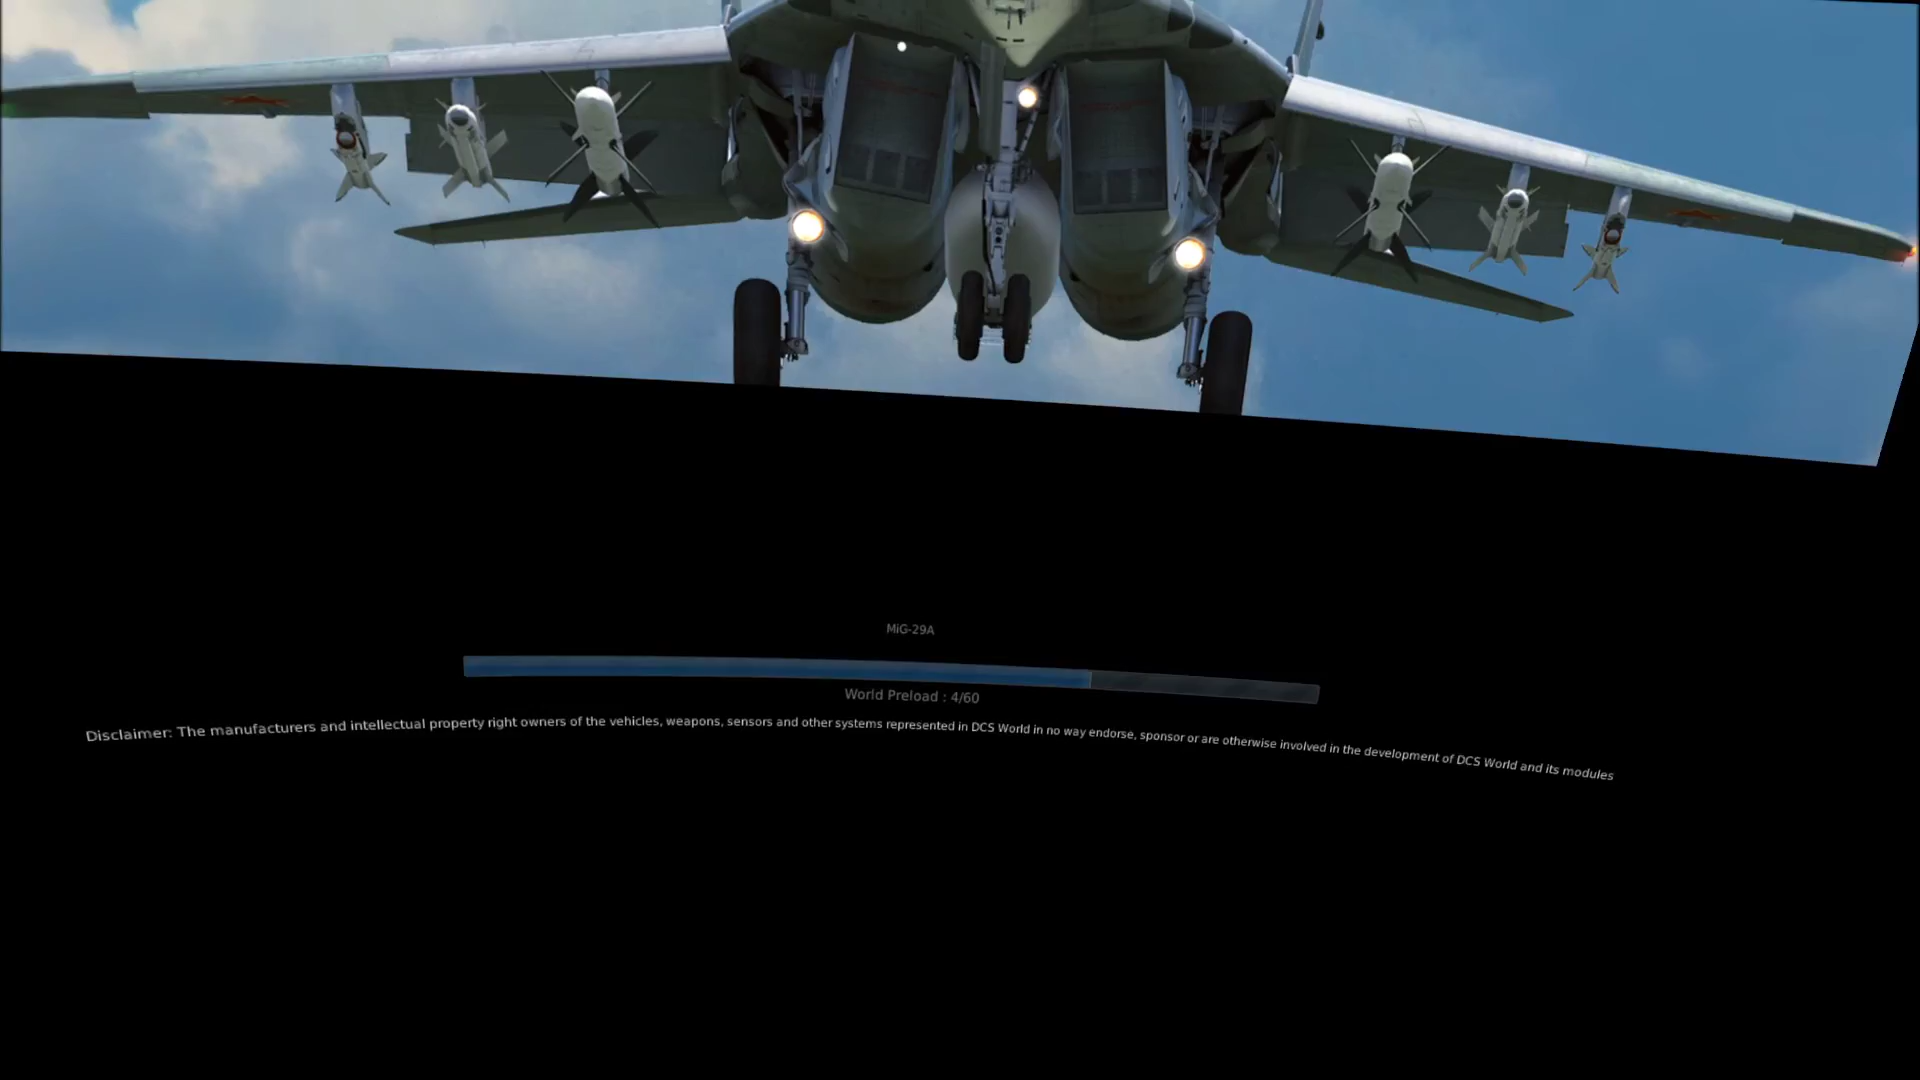 MiG-29A
World Preload : 4/60
Disclaimer: The manufacturers and intellectual property right owners of the vehicles, weapons, sensors and other systems represented in DCS World in no way endorse, sponsor or are otherwise involved in the development of DCS World and its modules